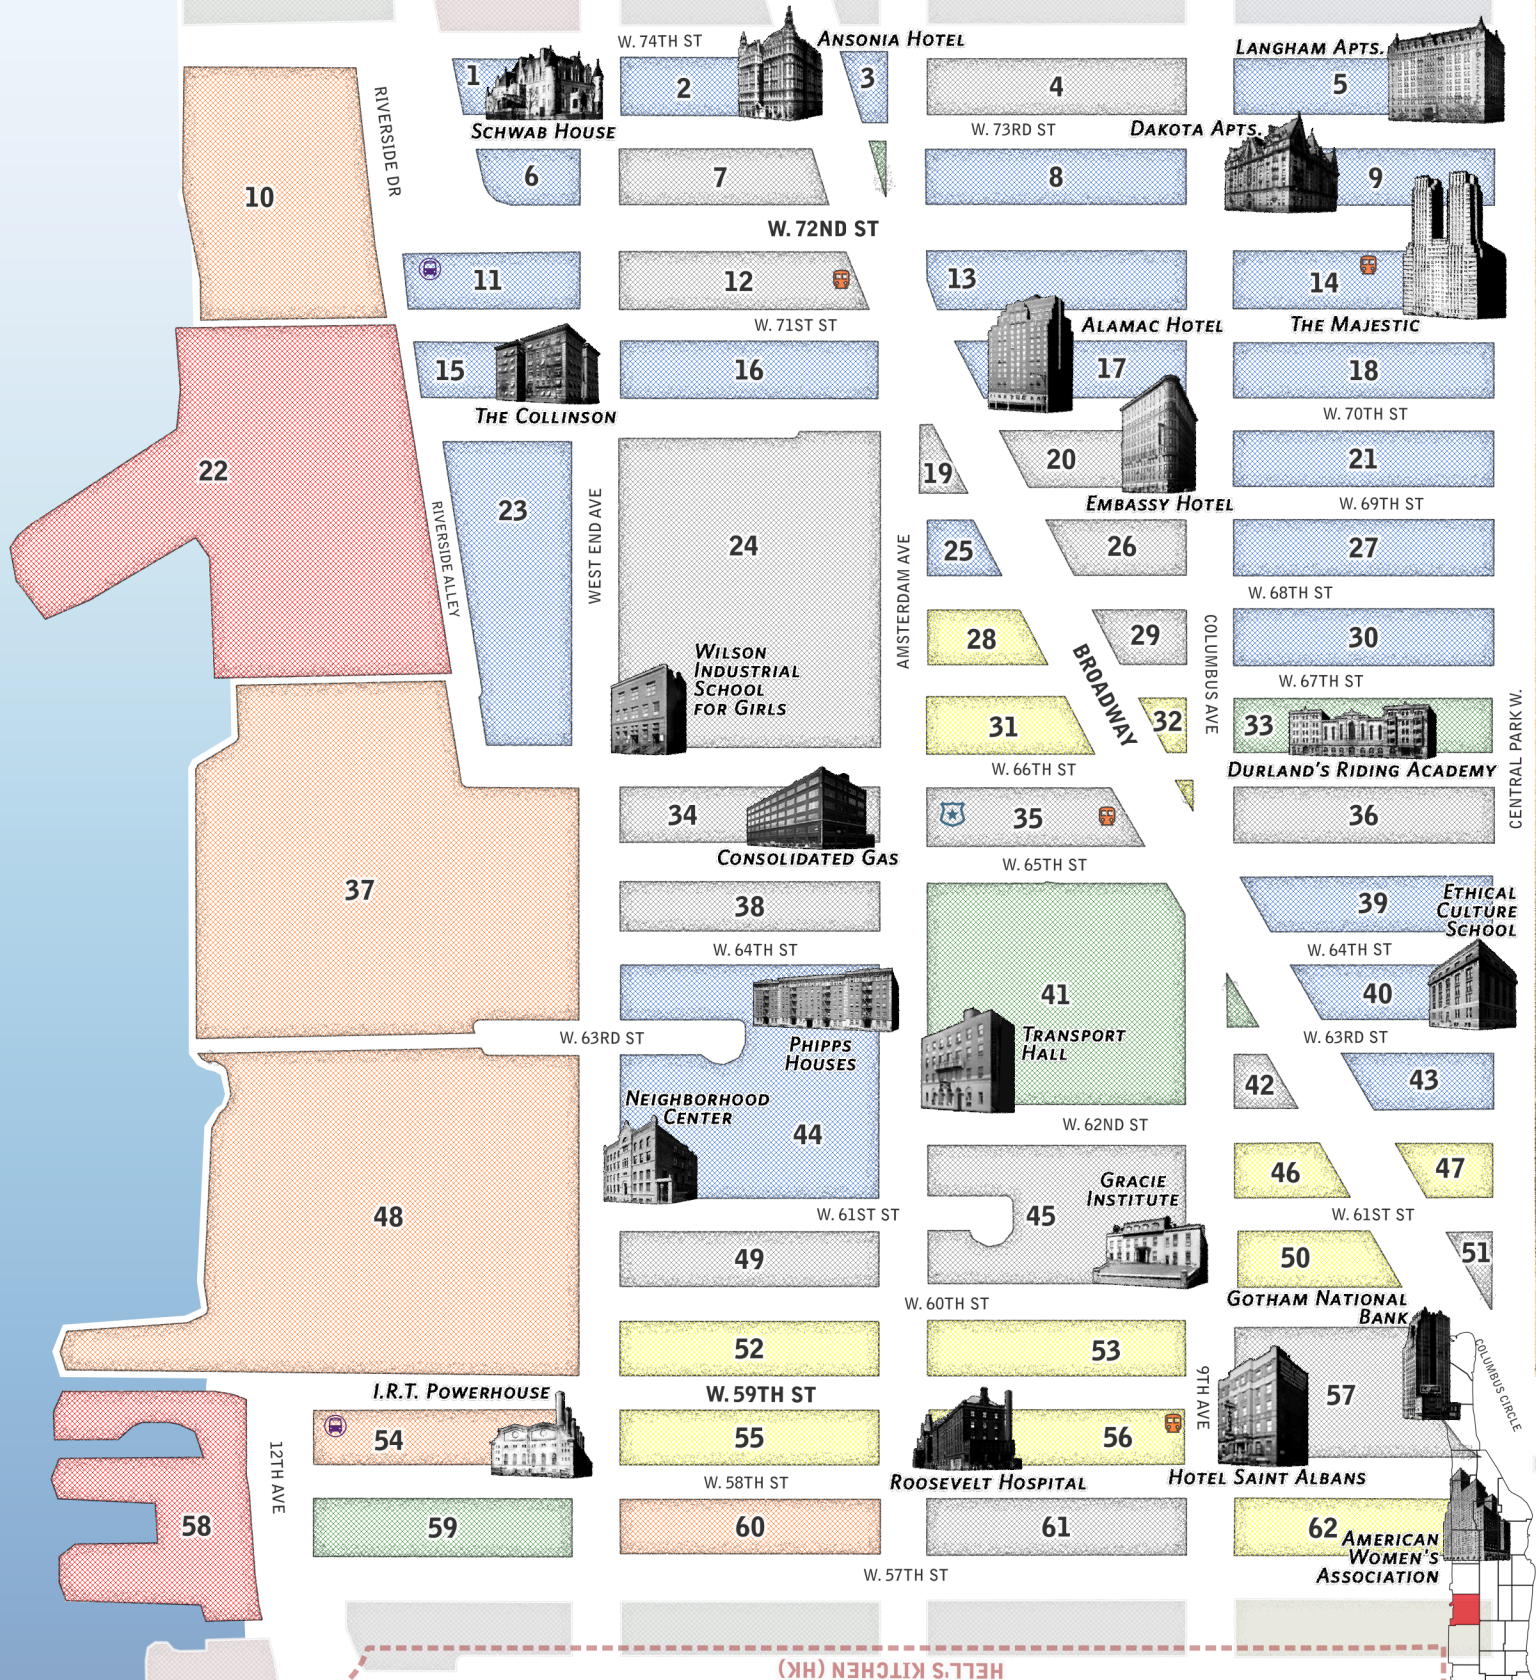 W. 74TH ST
ANSONIA HOTEL
LANGHAM APTS.
1
2
3
4
5
SCHWAB HOUSE
W. 73RD ST
DAKOTA APTS.
RIVERSIDE DR
10
6
7
8
9
W. 72ND ST
11
12
13
14
W. 71ST ST
ALAMAC HOTEL
THE MAJESTIC
15
16
17
18
THE COLLINSON
W. 70TH ST
22
23
19
20
21
EMBASSY HOTEL
W. 69TH ST
RIVERSIDE ALLEY
WEST END AVE
24
AMSTERDAM AVE
25
26
27
W. 68TH ST
28
29
30
BROADWAY
COLUMBUS AVE
WILSON
INDUSTRIAL
SCHOOL
FOR GIRLS
W. 67TH ST
31
32
33
CENTRAL PARK W.
W. 66TH ST
DURLAND'S RIDING ACADEMY
34
35
36
CONSOLIDATED GAS
W. 65TH ST
37
38
39
ETHICAL
CULTURE
SCHOOL
W. 64TH ST
W. 64TH ST
41
40
W. 63RD ST
PHIPPS
HOUSES
TRANSPORT
HALL
W. 63RD ST
42
43
NEIGHBORHOOD
CENTER
44
W. 62ND ST
46
47
48
W. 61ST ST
45
GRACIE
INSTITUTE
W. 61ST ST
49
50
51
W. 60TH ST
GOTHAM NATIONAL
BANK
52
53
COLUMBUS CIRCLE
I.R.T. POWERHOUSE
W. 59TH ST
9TH AVE
57
54
55
56
12TH AVE
W. 58TH ST
ROOSEVELT HOSPITAL
HOTEL SAINT ALBANS
58
59
60
61
62
AMERICAN
WOMEN'S
ASSOCIATION
W. 57TH ST
HELL'S KITCHEN (HK)